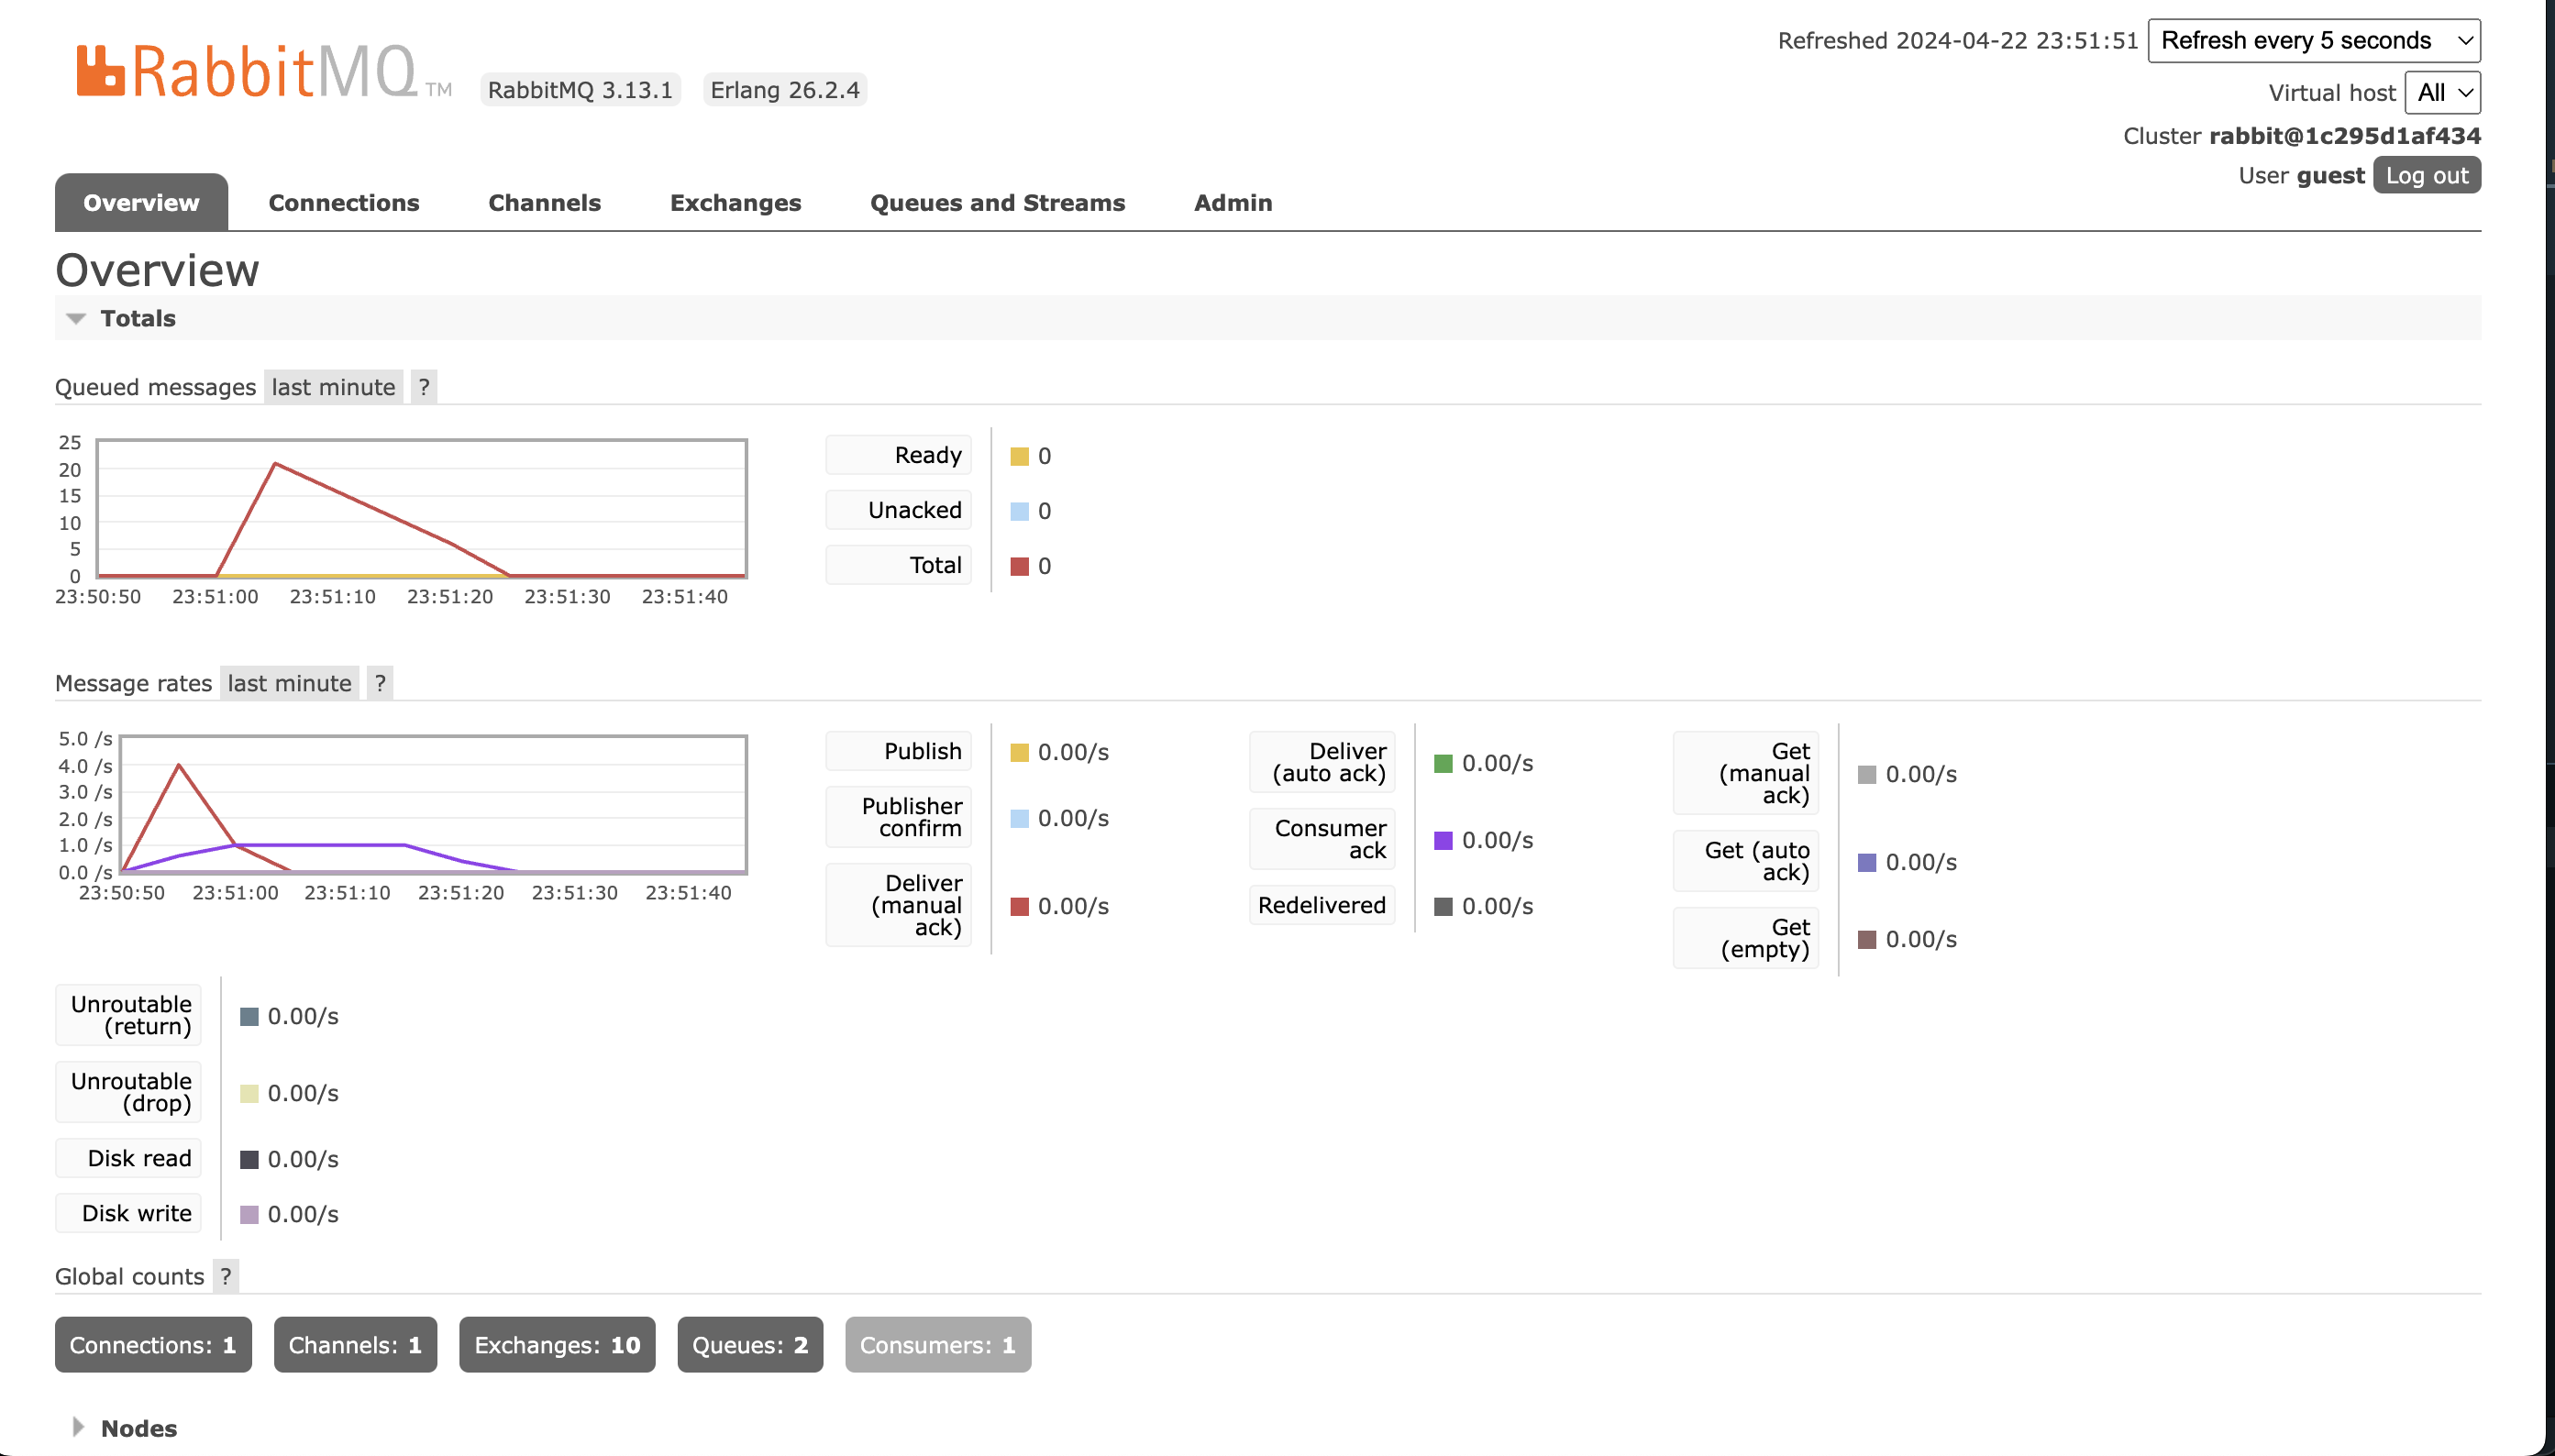 RabbitMQ TM
RabbitMQ 3.13.1
Erlang 26.2.4
Refreshed 2024-04-22 23:51:51
Refresh every 5 seconds
Virtual host
All
Cluster rabbit@1c295d1af434
User guest
Log out
Overview
Connections
Channels
Exchanges
Queues and Streams
Admin
Overview
Totals
Queued messages last minute ?
25
20
15
10
5
0
23:50:50 23:51:00 23:51:10 23:51:20 23:51:30 23:51:40
Ready 0
Unacked 0
Total 0
Message rates last minute ?
5.0 /s
4.0 /s
3.0 /s
2.0 /s
1.0 /s
0.0 /s
23:50:50 23:51:00 23:51:10 23:51:20 23:51:30 23:51:40
Publish 0.00/s
Publisher
confirm 0.00/s
Deliver
(manual 0.00/s
ack)
Deliver
(auto ack) 0.00/s
Consumer
ack 0.00/s
Redelivered 0.00/s
Get
(manual 0.00/s
ack)
Get (auto
ack) 0.00/s
Get
(empty) 0.00/s
Unroutable
(return) 0.00/s
Unroutable
(drop) 0.00/s
Disk read 0.00/s
Disk write 0.00/s
Global counts ?
Connections: 1
Channels: 1
Exchanges: 10
Queues: 2
Consumers: 1
Nodes